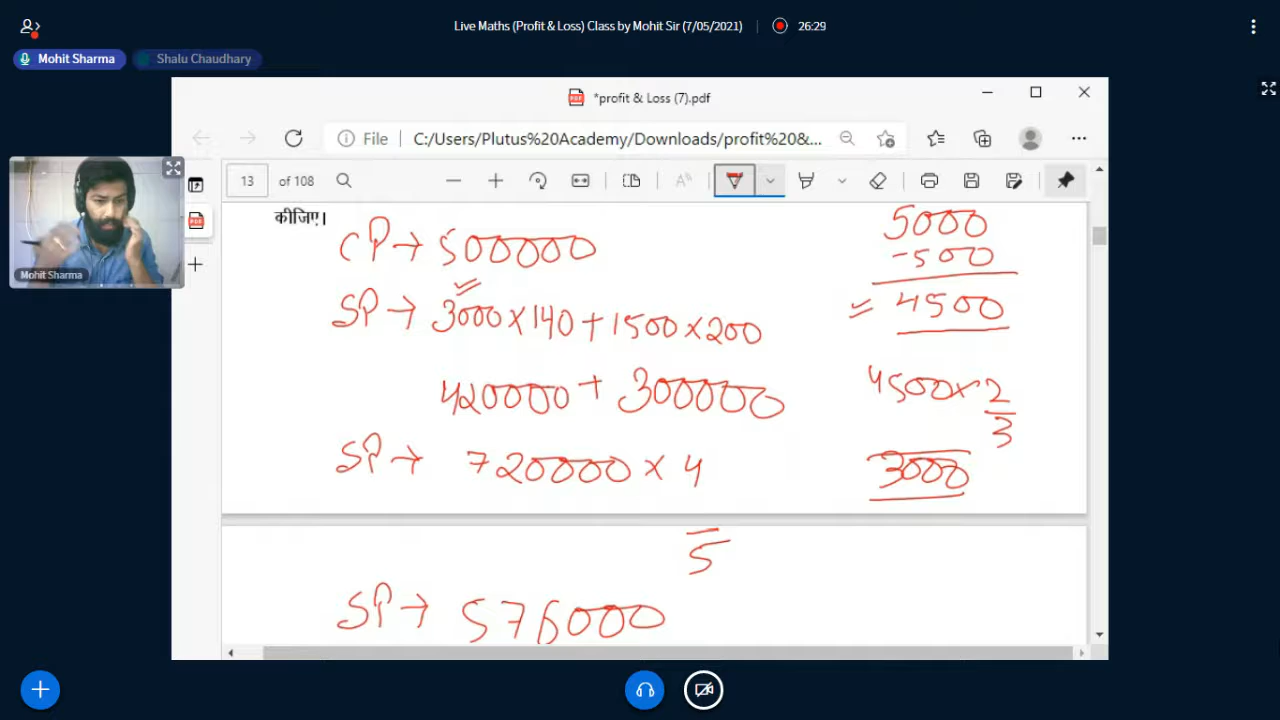 Live Maths (Profit & Loss) Class by Mohit Sir (7/05/2021)
26:29
Mohit Sharma
Shalu Chaudhary
*profit & Loss (7).pdf
File
C:/Users/Plutus%20Academy/Downloads/profit%20&...
13
of 108
Mohit Sharma
कीजिए।
CP → 500000
SP → 3000 × 140 + 1500 × 200
420000 + 300000
SP → 720000 × 4
5
SP → 576000
5000
-500
4500
4500 × 2
3
3000